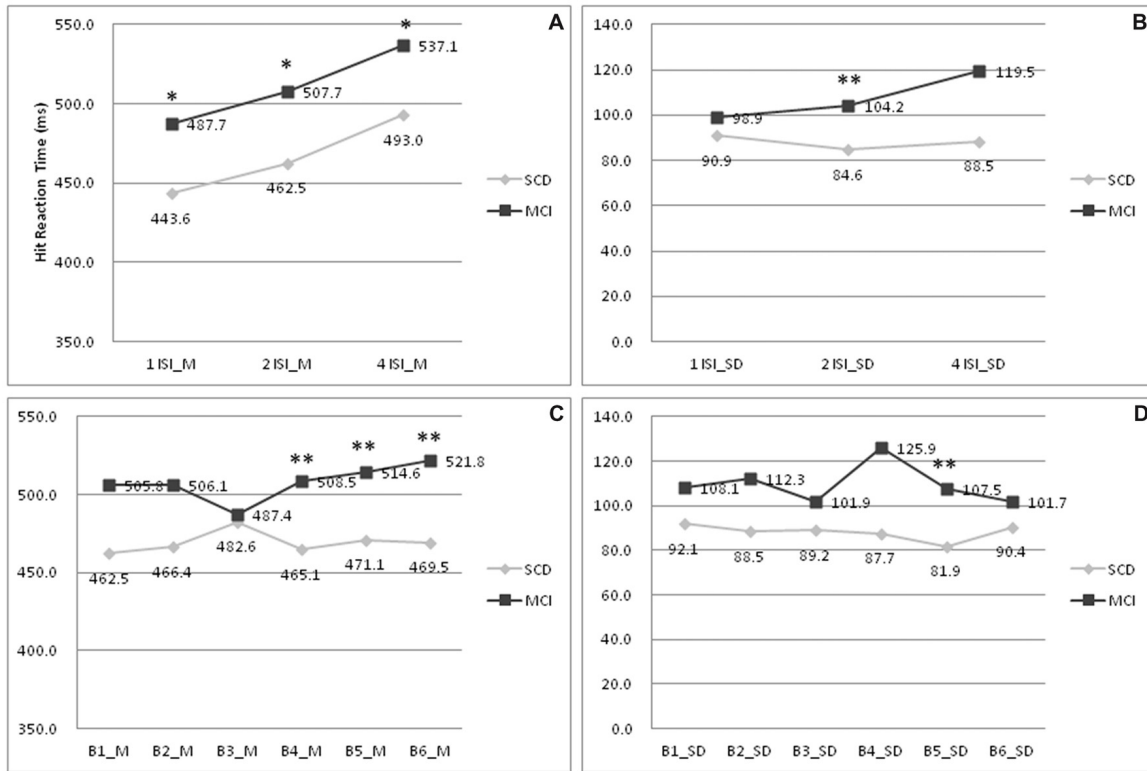 A
550.0
500.0
450.0
400.0
350.0
Hit Reaction Time (ms)
* * *
487.7 507.7 537.1
443.6 462.5 493.0
1 ISI_M 2 ISI_M 4 ISI_M
SCD
MCI
B
140.0
120.0
100.0
80.0
60.0
40.0
20.0
0.0
**
98.9 104.2 119.5
90.9 84.6 88.5
1 ISI_SD 2 ISI_SD 4 ISI_SD
SCD
MCI
C
550.0
500.0
450.0
400.0
350.0
** ** **
505.8 506.1 487.4 508.5 514.6 521.8
462.5 466.4 482.6 465.1 471.1 469.5
B1_M B2_M B3_M B4_M B5_M B6_M
SCD
MCI
D
140.0
120.0
100.0
80.0
60.0
40.0
20.0
0.0
**
108.1 112.3 101.9 125.9 107.5 101.7
92.1 88.5 89.2 87.7 81.9 90.4
B1_SD B2_SD B3_SD B4_SD B5_SD B6_SD
SCD
MCI